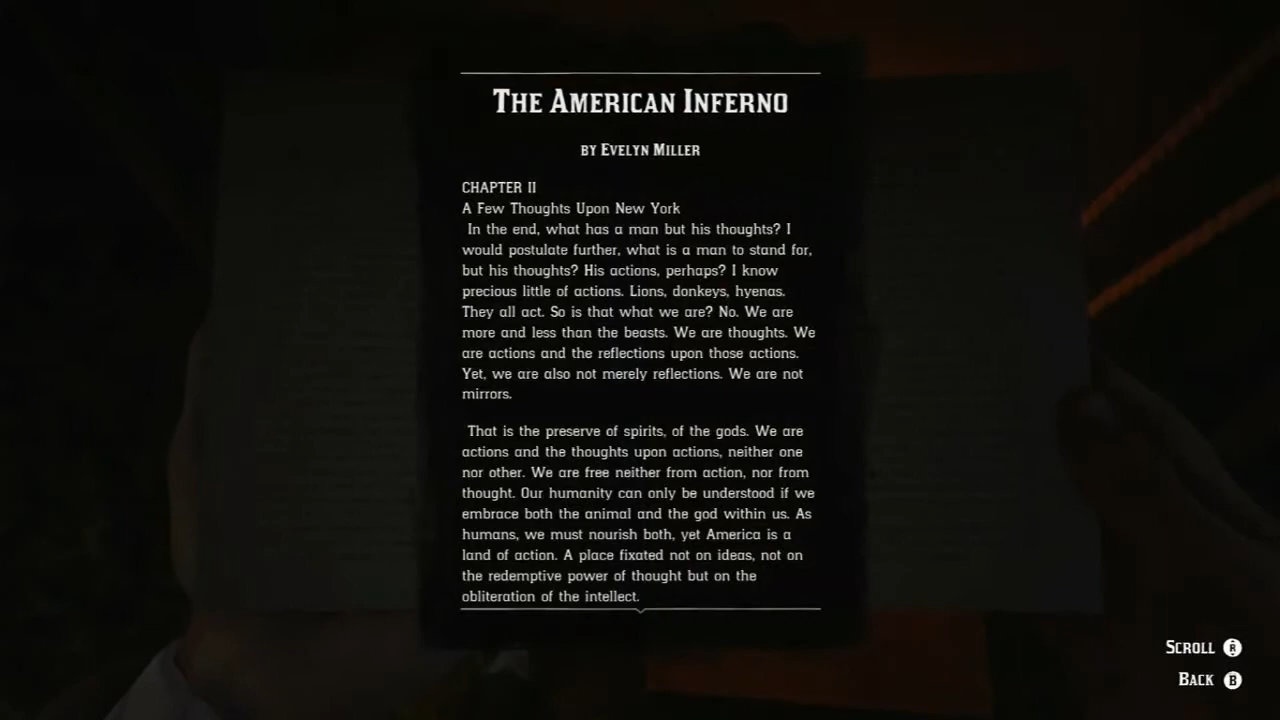 THE AMERICAN INFERNO
BY EVELYN MILLER
CHAPTER II
A Few Thoughts Upon New York
In the end, what has a man but his thoughts? I
would postulate further, what is a man to stand for,
but his thoughts? His actions, perhaps? I know
precious little of actions. Lions, donkeys, hyenas.
They all act. So is that what we are? No. We are
more and less than the beasts. We are thoughts. We
are actions and the reflections upon those actions.
Yet, we are also not merely reflections. We are not
mirrors.
That is the preserve of spirits, of the gods. We are
actions and the thoughts upon actions, neither one
nor other. We are free neither from action, nor from
thought. Our humanity can only be understood if we
embrace both the animal and the god within us. As
humans, we must nourish both, yet America is a
land of action. A place fixated not on ideas, not on
the redemptive power of thought but on the
obliteration of the intellect.
SCROLL R
BACK B